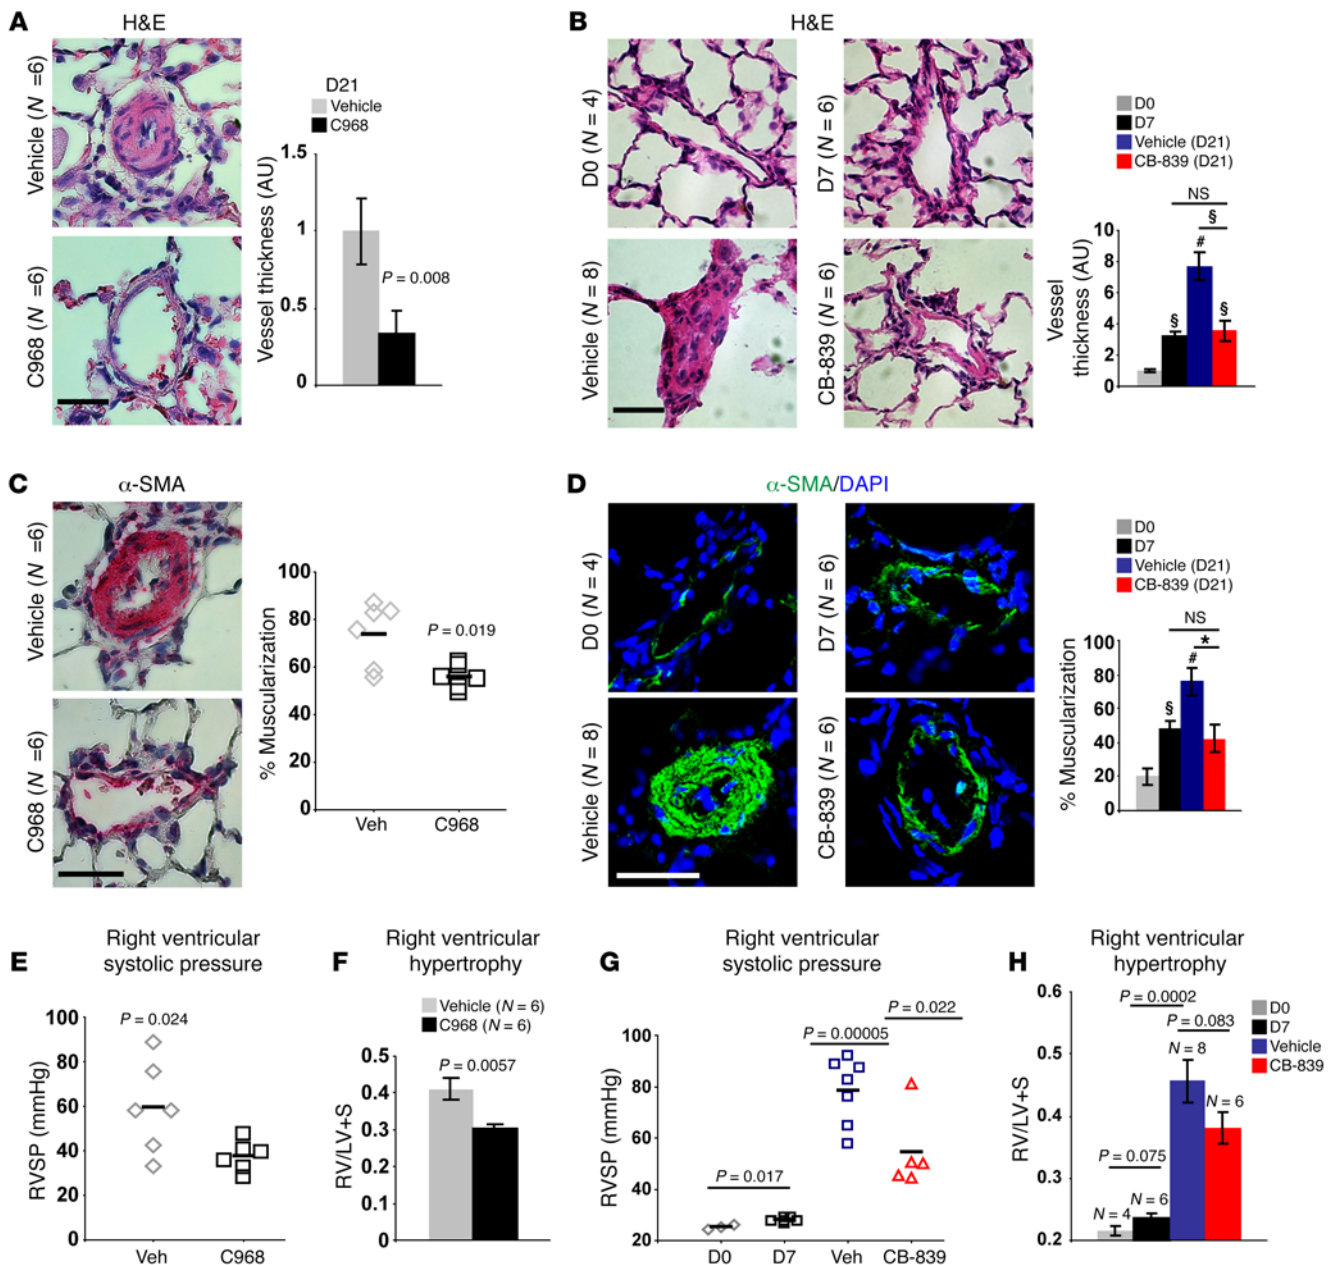 A
H&E
Vehicle (N =6)
C968 (N =6)
D21
Vehicle
C968
Vessel thickness (AU)
1.5
1
0.5
0
P = 0.008
B
H&E
D0 (N = 4)
D7 (N = 6)
Vehicle (N = 8)
CB-839 (N = 6)
D0
D7
Vehicle (D21)
CB-839 (D21)
Vessel
thickness (AU)
10
8
6
4
2
0
NS
§
#
§
§
C
α-SMA
Vehicle (N =6)
C968 (N =6)
% Muscularization
100
80
60
40
20
0
P = 0.019
Veh
C968
D
α-SMA/DAPI
D0 (N = 4)
D7 (N = 6)
Vehicle (N = 8)
CB-839 (N = 6)
D0
D7
Vehicle (D21)
CB-839 (D21)
% Muscularization
100
80
60
40
20
0
NS
*
#
§
E
Right ventricular
systolic pressure
RVSP (mmHg)
100
80
60
40
20
0
P = 0.024
Veh
C968
F
Right ventricular
hypertrophy
Vehicle (N = 6)
C968 (N = 6)
RV/LV+S
0.5
0.4
0.3
0.2
0.1
0
P = 0.0057
G
Right ventricular
systolic pressure
RVSP (mmHg)
100
80
60
40
20
P = 0.017
P = 0.00005
P = 0.022
D0
D7
Veh
CB-839
H
Right ventricular
hypertrophy
RV/LV+S
0.6
0.5
0.4
0.3
0.2
P = 0.0002
P = 0.083
P = 0.075
N = 8
N = 6
N = 4
N = 6
D0
D7
Vehicle
CB-839